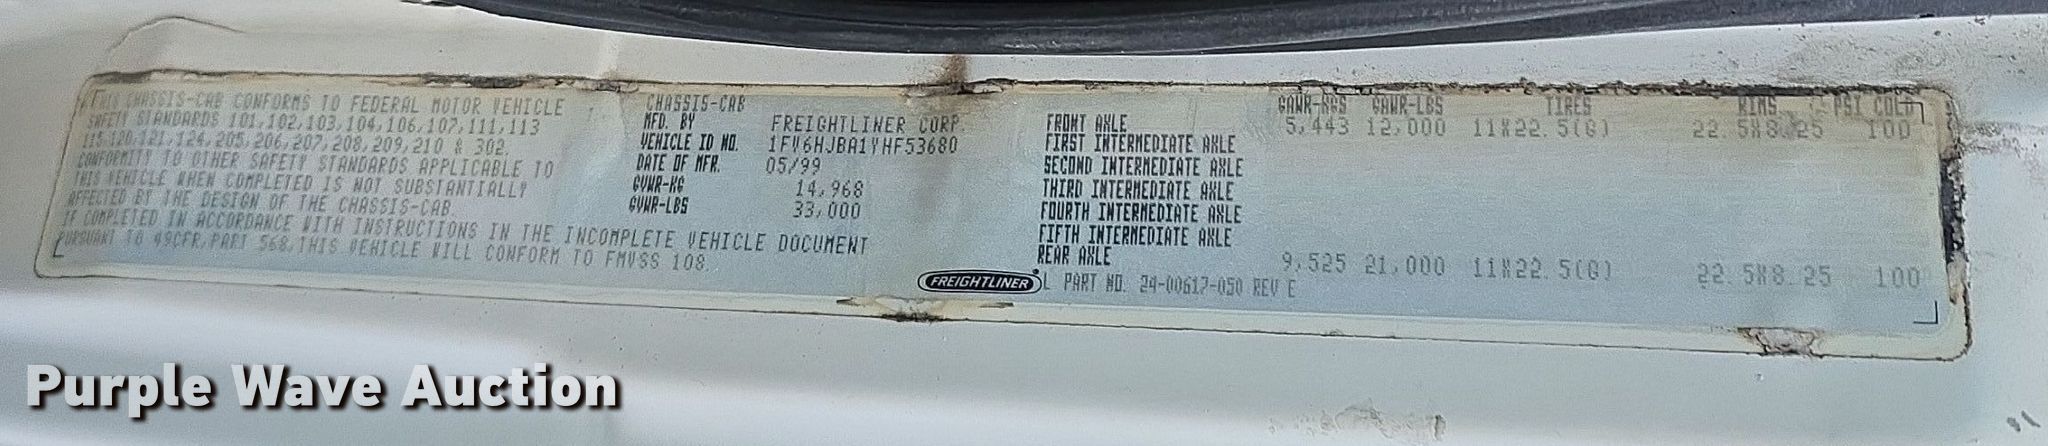 THIS CHASSIS-CAB CONFORMS TO FEDERAL MOTOR VEHICLE
SAFETY STANDARDS 101,102,103,104,106,107,111,113
115,120,121,124,205,206,207,208,209,210 & 302.
CONFORMITY TO OTHER SAFETY STANDARDS APPLICABLE TO
THIS VEHICLE WHEN COMPLETED IS NOT SUBSTANTIALLY
AFFECTED BY THE DESIGN OF THE CHASSIS-CAB
IF COMPLETED IN ACCORDANCE WITH INSTRUCTIONS IN THE INCOMPLETE VEHICLE DOCUMENT
PURSUANT TO 49CFR,PART 568,THIS VEHICLE WILL CONFORM TO FMVSS 108.
CHASSIS-CAB
MFD. BY FREIGHTLINER CORP.
VEHICLE ID NO. 1FV6HJBA1YHF53680
DATE OF MFR. 05/99
GVWR-KG 14,968
GVWR-LBS 33,000
GAWR-KGS GAWR-LBS TIRES RIMS PSI COLD
FRONT AXLE 5,443 12,000 11X22.5(G) 22.5X8.25 100
FIRST INTERMEDIATE AXLE
SECOND INTERMEDIATE AXLE
THIRD INTERMEDIATE AXLE
FOURTH INTERMEDIATE AXLE
FIFTH INTERMEDIATE AXLE
REAR AXLE 9,525 21,000 11X22.5(G) 22.5X8.25 100
FREIGHTLINER® L PART NO. 24-00617-050 REV E
Purple Wave Auction